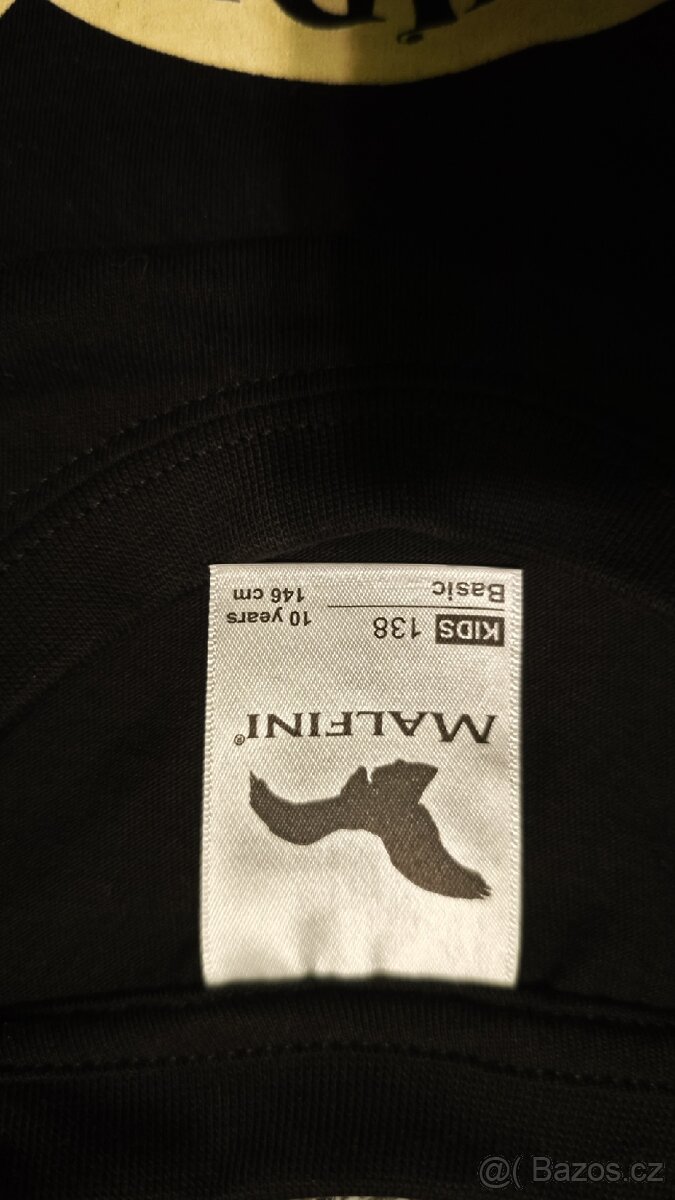 MALFINI®
KIDS 138 10 years
Basic 146 cm
@( Bazos.cz